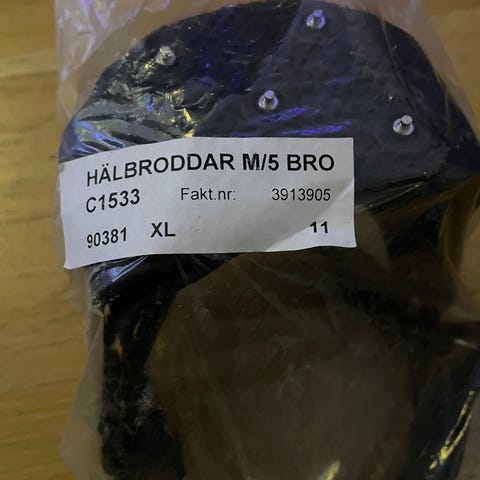 HÄLBRODDAR M/5 BRO
C1533 Fakt.nr: 3913905
90381 XL 11